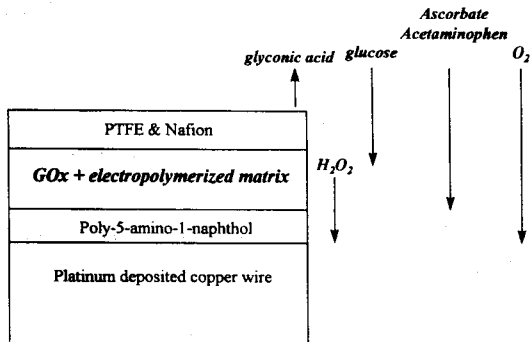 Ascorbate
Acetaminophen
glyconic acid
glucose
O₂
PTFE & Nafion
GOx + electropolymerized matrix
H₂O₂
Poly-5-amino-1-naphthol
Platinum deposited copper wire